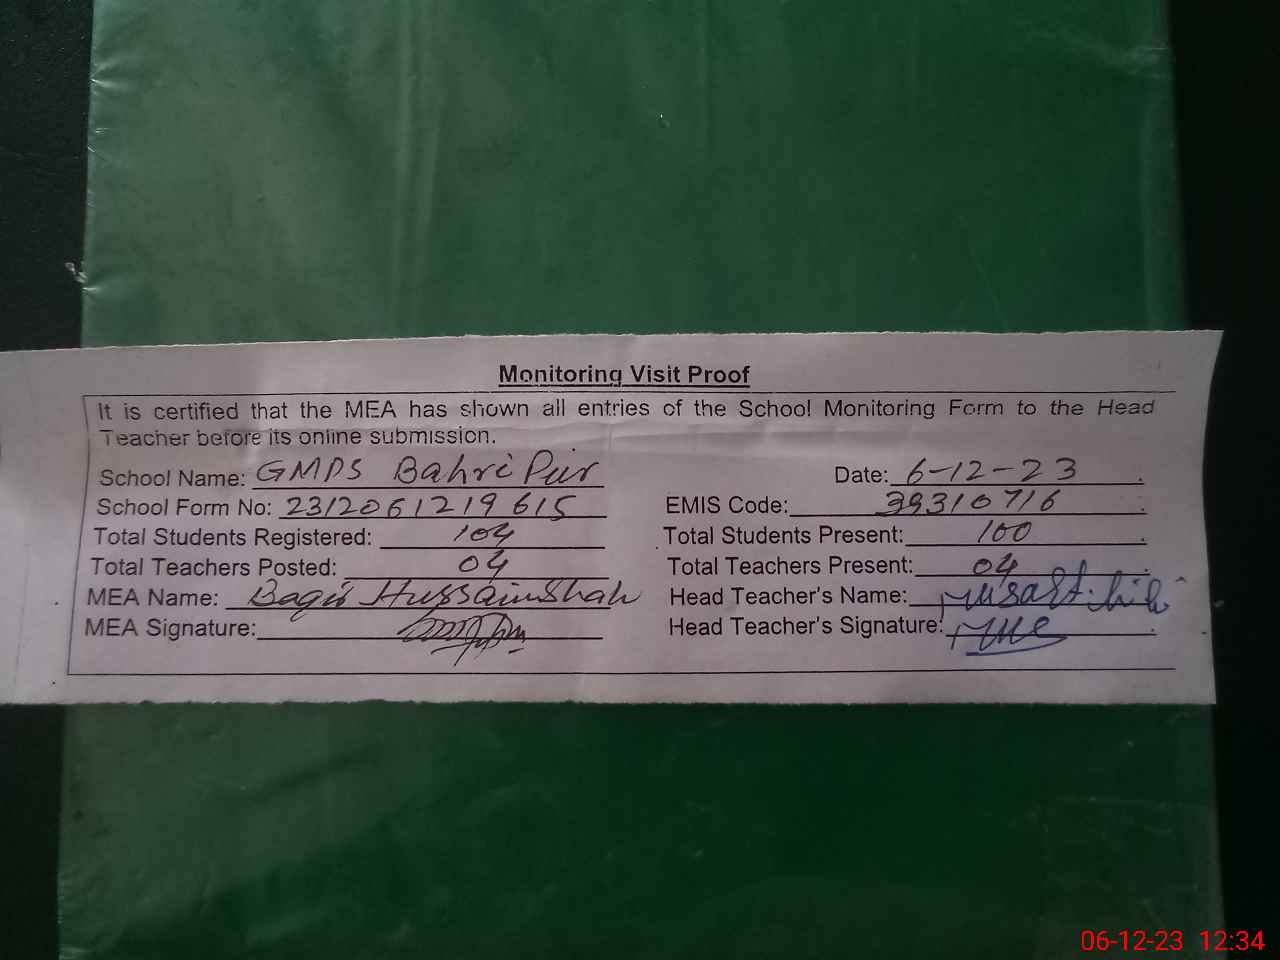 Monitoring Visit Proof
It is certified that the MEA has shown all entries of the School Monitoring Form to the Head
Teacher before its online submission.
School Name: GMPS Bahri Pur Date: 6-12-23
School Form No: 2312061219615 EMIS Code: 39310716
Total Students Registered: 104 Total Students Present: 100
Total Teachers Posted: 04 Total Teachers Present: 04
MEA Name: Baqir Hussain Shah Head Teacher's Name:
MEA Signature: Head Teacher's Signature:
06-12-23 12:34